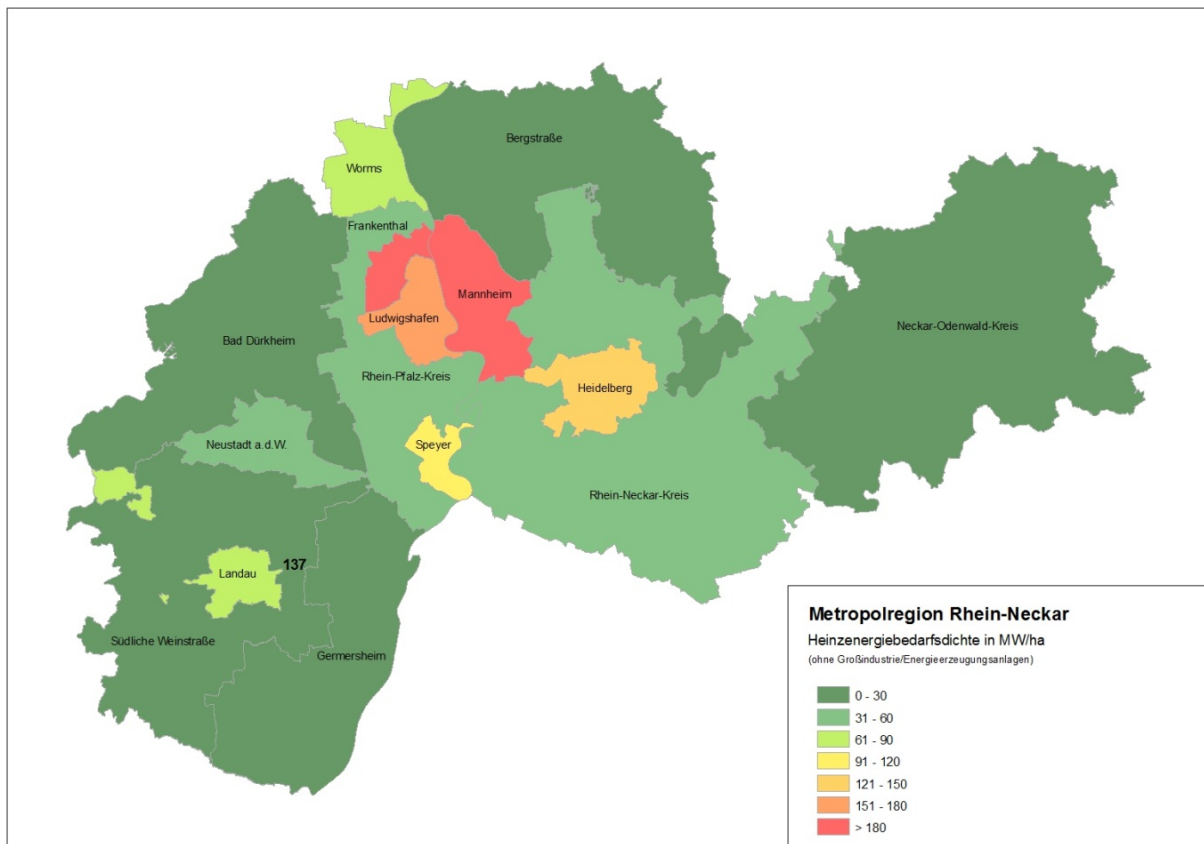 Bergstraße
Worms
Frankenthal
Mannheim
Ludwigshafen
Neckar-Odenwald-Kreis
Bad Dürkheim
Rhein-Pfalz-Kreis
Heidelberg
Neustadt a.d.W.
Speyer
Rhein-Neckar-Kreis
137
Landau
Südliche Weinstraße
Germersheim
Metropolregion Rhein-Neckar
Heinzenergiebedarfsdichte in MW/ha
(ohne Großindustrie/Energieerzeugungsanlagen)
0 - 30
31 - 60
61 - 90
91 - 120
121 - 150
151 - 180
> 180